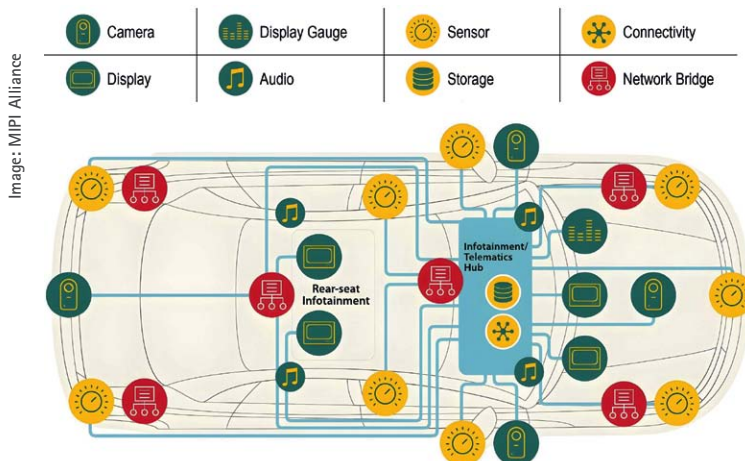 Image: MIPI Alliance
Camera
Display Gauge
Sensor
Connectivity
Display
Audio
Storage
Network Bridge
Infotainment/
Telematics
Hub
Rear-seat
Infotainment